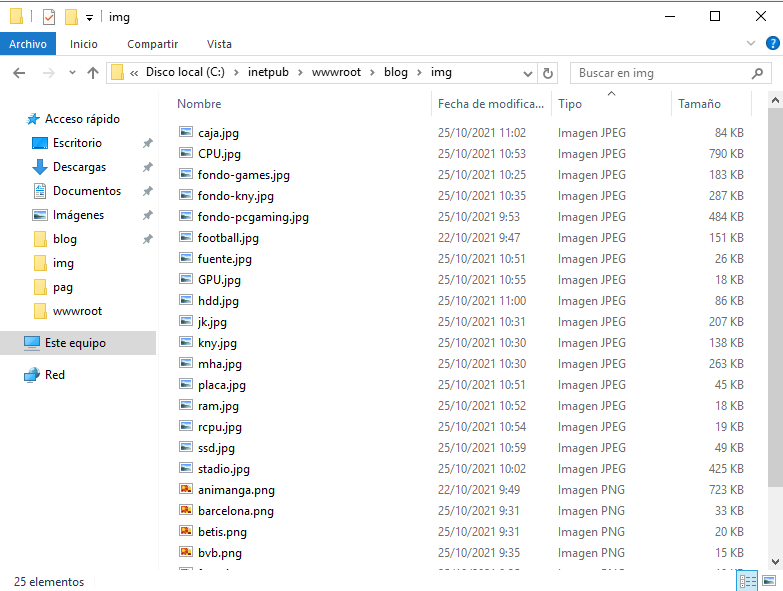 img
Archivo Inicio Compartir Vista
« Disco local (C:) > inetpub > wwwroot > blog > img Buscar en img
Nombre Fecha de modifica... Tipo Tamaño
Acceso rápido
Escritorio
Descargas
Documentos
Imágenes
blog
img
pag
wwwroot
Este equipo
Red
caja.jpg 25/10/2021 11:02 Imagen JPEG 84 KB
CPU.jpg 25/10/2021 10:53 Imagen JPEG 790 KB
fondo-games.jpg 25/10/2021 10:25 Imagen JPEG 183 KB
fondo-kny.jpg 25/10/2021 10:35 Imagen JPEG 287 KB
fondo-pcgaming.jpg 25/10/2021 9:53 Imagen JPEG 484 KB
football.jpg 22/10/2021 9:47 Imagen JPEG 151 KB
fuente.jpg 25/10/2021 10:51 Imagen JPEG 26 KB
GPU.jpg 25/10/2021 10:55 Imagen JPEG 18 KB
hdd.jpg 25/10/2021 11:00 Imagen JPEG 86 KB
jk.jpg 25/10/2021 10:31 Imagen JPEG 207 KB
kny.jpg 25/10/2021 10:30 Imagen JPEG 138 KB
mha.jpg 25/10/2021 10:30 Imagen JPEG 263 KB
placa.jpg 25/10/2021 10:51 Imagen JPEG 45 KB
ram.jpg 25/10/2021 10:52 Imagen JPEG 18 KB
rcpu.jpg 25/10/2021 10:54 Imagen JPEG 19 KB
ssd.jpg 25/10/2021 10:59 Imagen JPEG 49 KB
stadio.jpg 25/10/2021 10:02 Imagen JPEG 425 KB
animanga.png 22/10/2021 9:49 Imagen PNG 723 KB
barcelona.png 25/10/2021 9:31 Imagen PNG 33 KB
betis.png 25/10/2021 9:31 Imagen PNG 20 KB
bvb.png 25/10/2021 9:35 Imagen PNG 15 KB
25 elementos